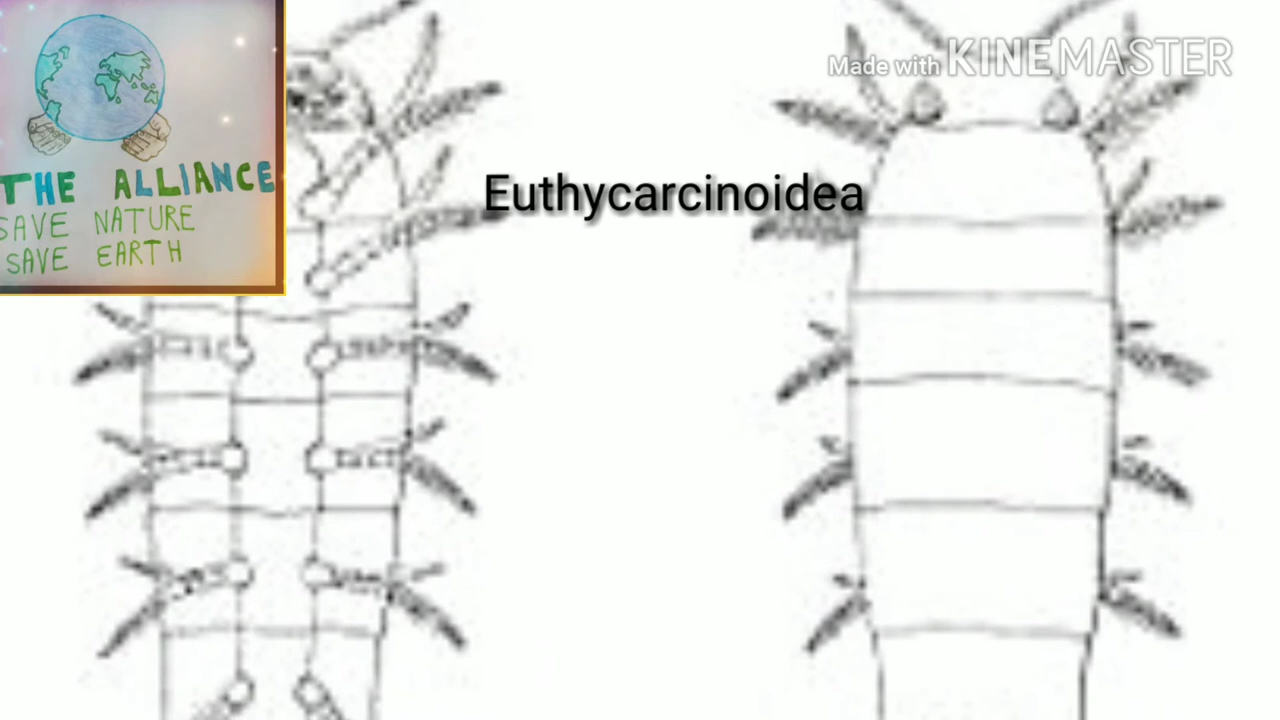 Made with KINEMASTER
THE ALLIANCE
SAVE NATURE
SAVE EARTH
Euthycarcinoidea